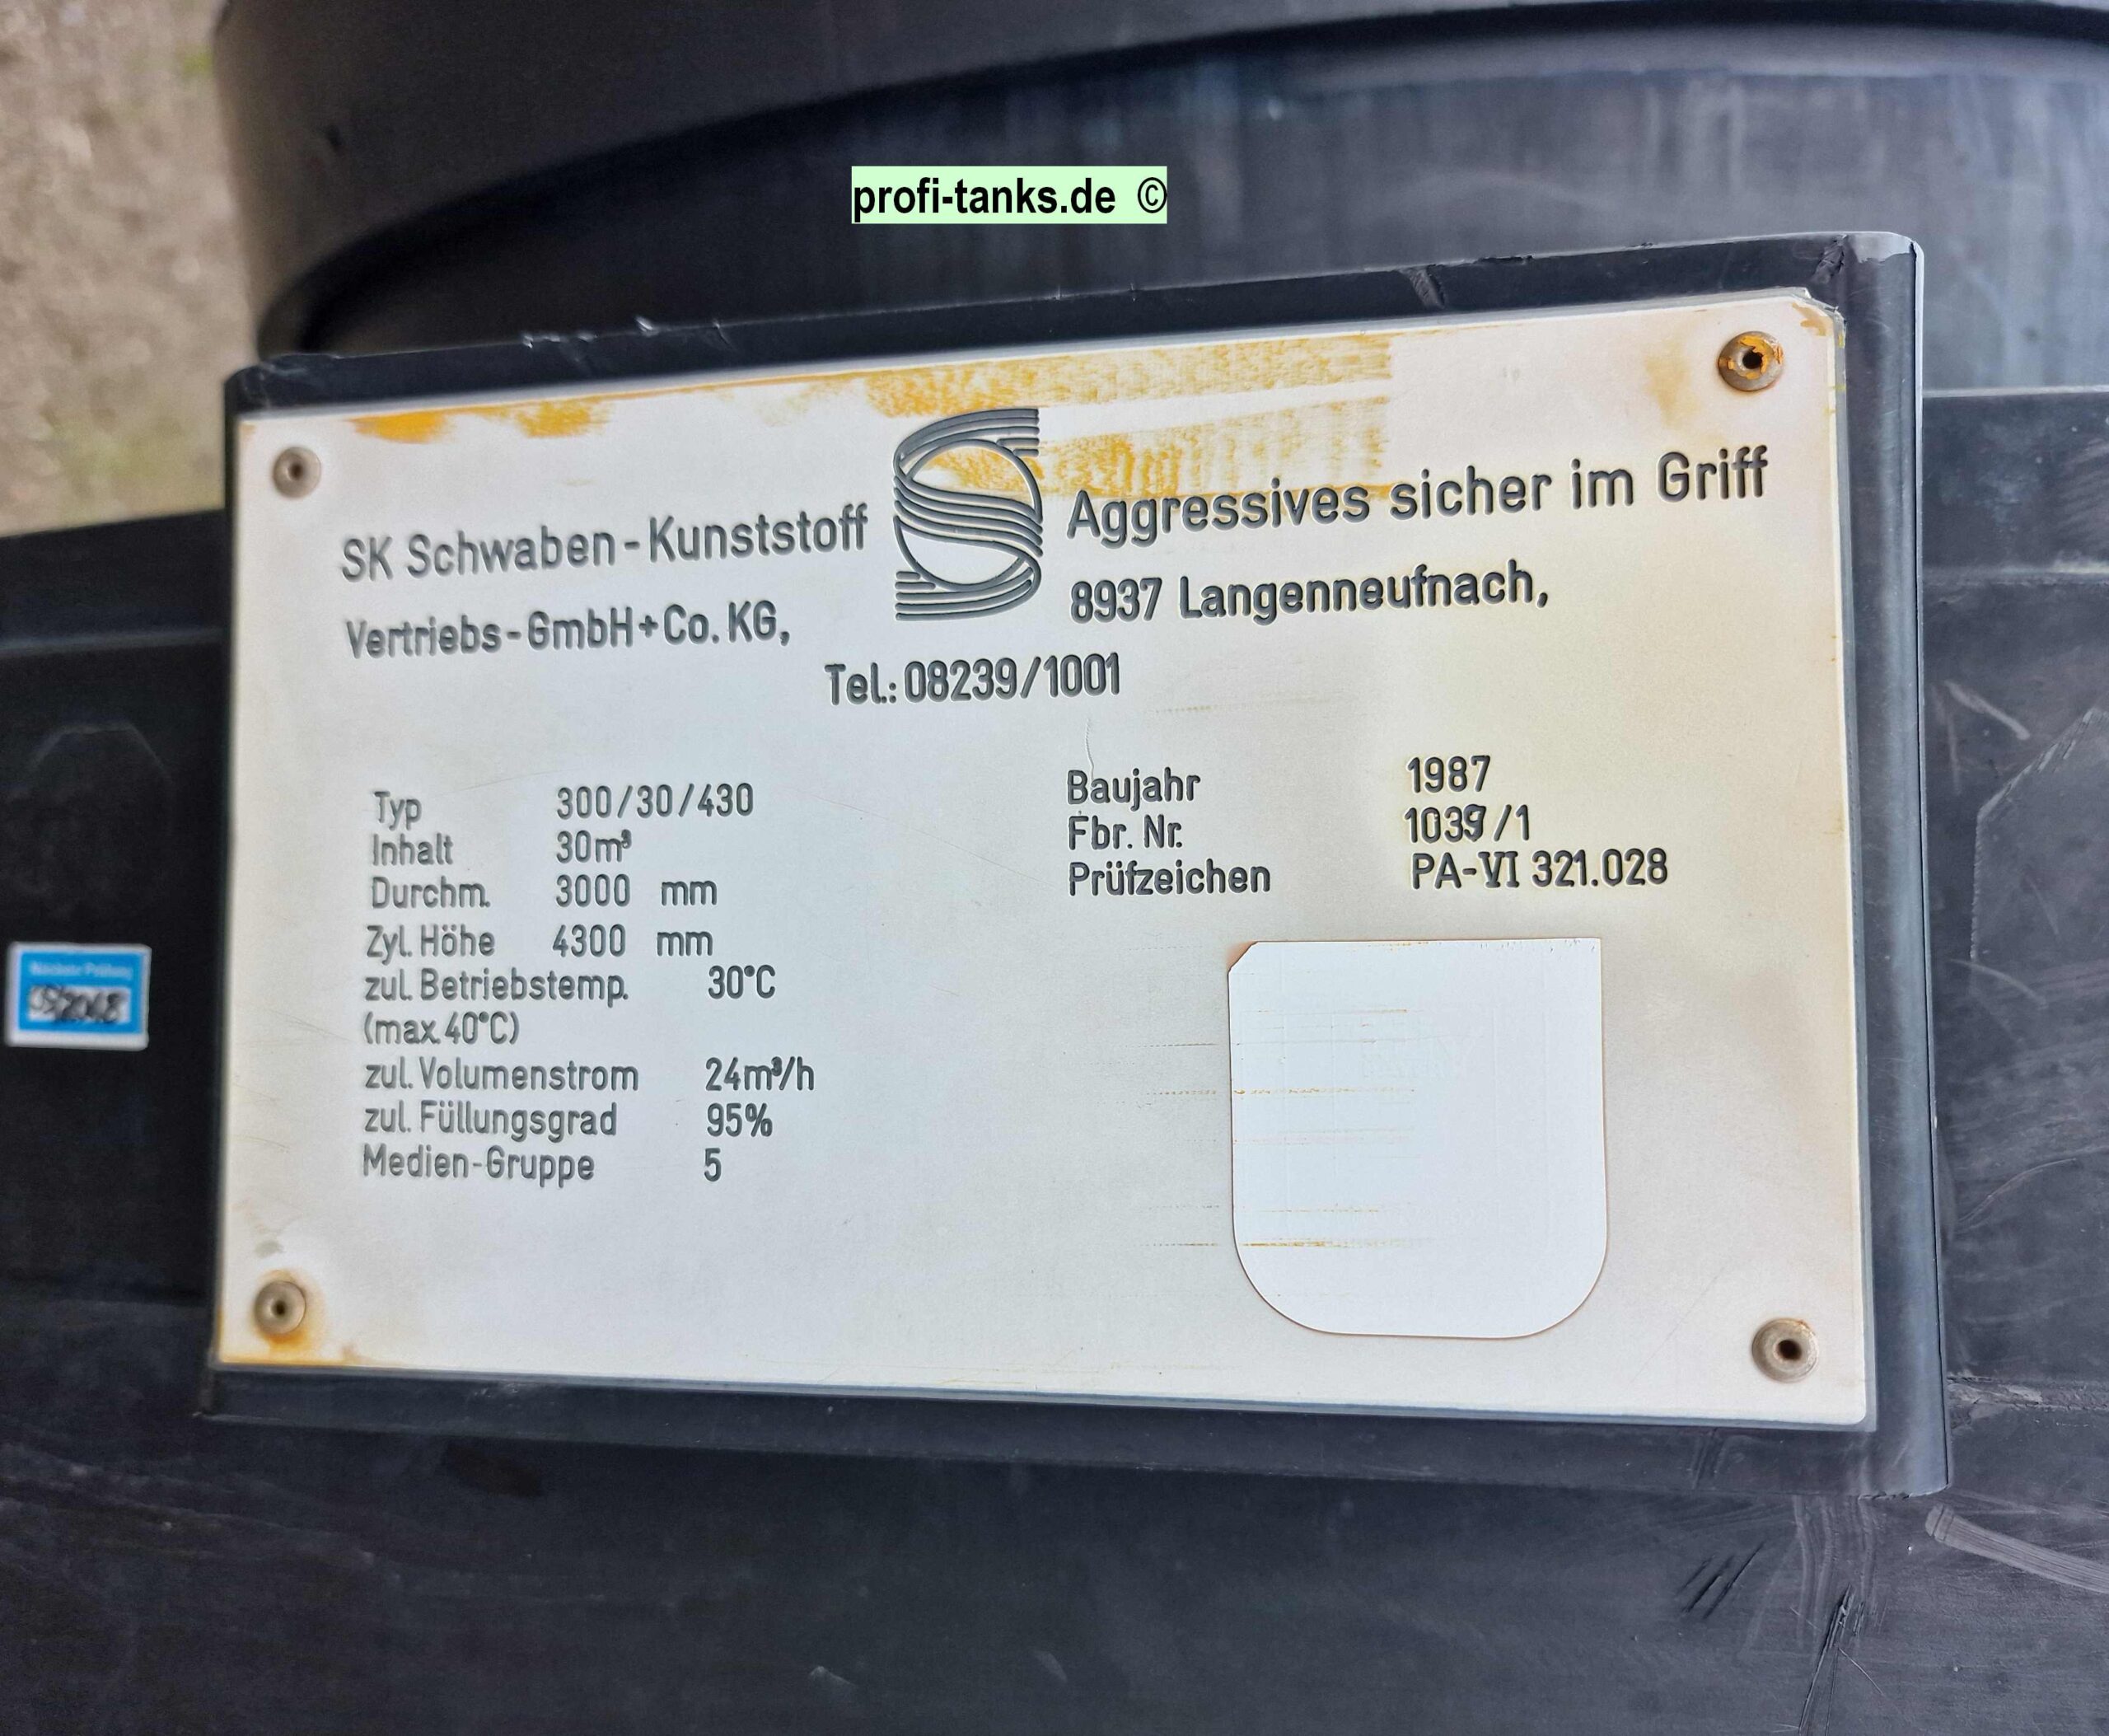 profi-tanks.de ©
SK Schwaben-Kunststoff
Vertriebs-GmbH+Co. KG,
Aggressives sicher im Griff
8937 Langenneufnach,
Tel.: 08239/1001
Typ 300/30/430
Inhalt 30m³
Durchm. 3000 mm
Zyl. Höhe 4300 mm
zul. Betriebstemp. 30°C
(max. 40°C)
zul. Volumenstrom 24m³/h
zul. Füllungsgrad 95%
Medien-Gruppe 5
Baujahr 1987
Fbr. Nr. 1039/1
Prüfzeichen PA-VI 321.028
Nächste Prüfung